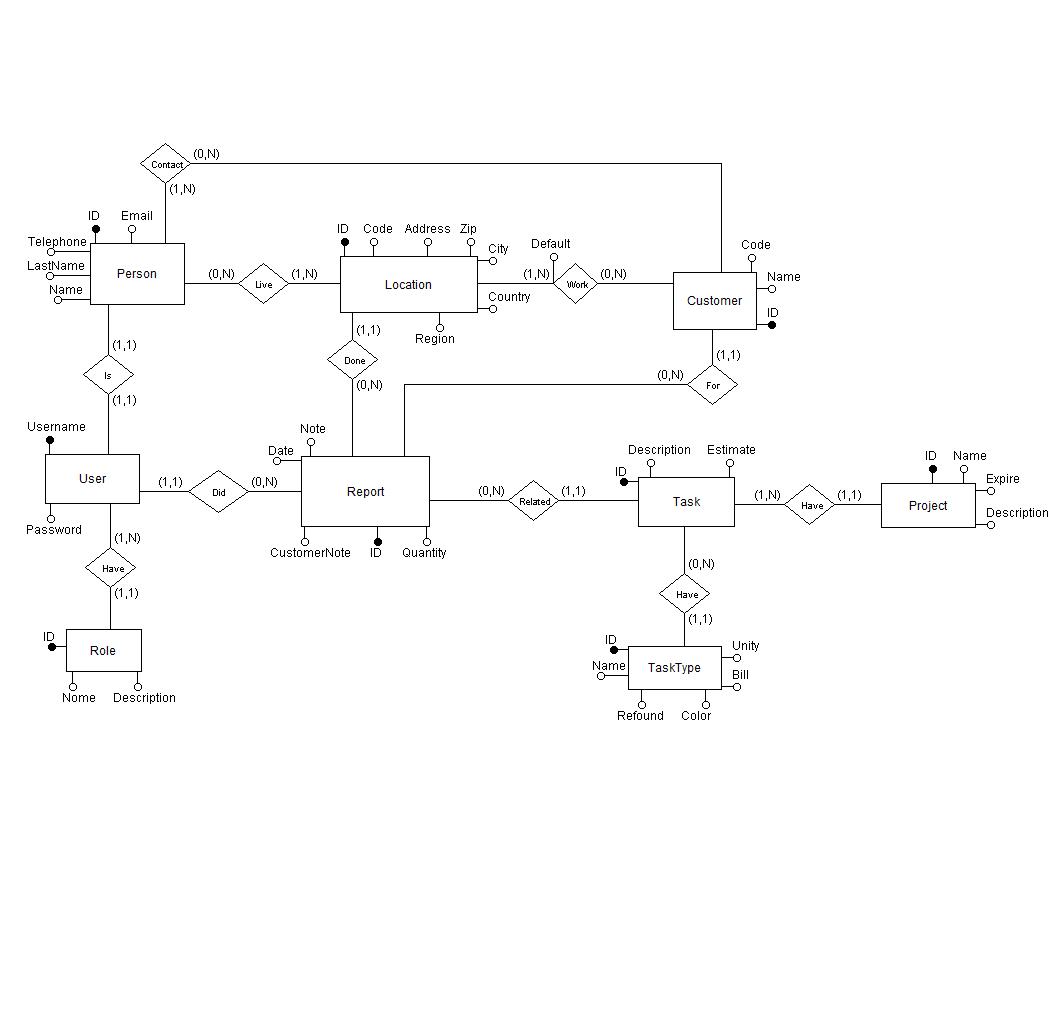 (0,N)
Contact
(1,N)
ID Email
Telephone
LastName
Name
Person
(0,N) Live (1,N)
ID Code Address Zip
City
Location
Country
Region
Default
(1,N) Work (0,N)
Code
Name
Customer
ID
(1,1)
Is
(1,1)
(1,1)
Done
(0,N)
(1,1)
(0,N) For
Username
User
Password
(1,1) Did (0,N)
Note
Date
Report
CustomerNote ID Quantity
(0,N) Related (1,1)
Description Estimate
ID
Task
(1,N) Have (1,1)
ID Name
Expire
Project
Description
(1,N)
Have
(1,1)
ID
Role
Nome Description
(0,N)
Have
(1,1)
ID
Name
TaskType
Unity
Bill
Refound Color